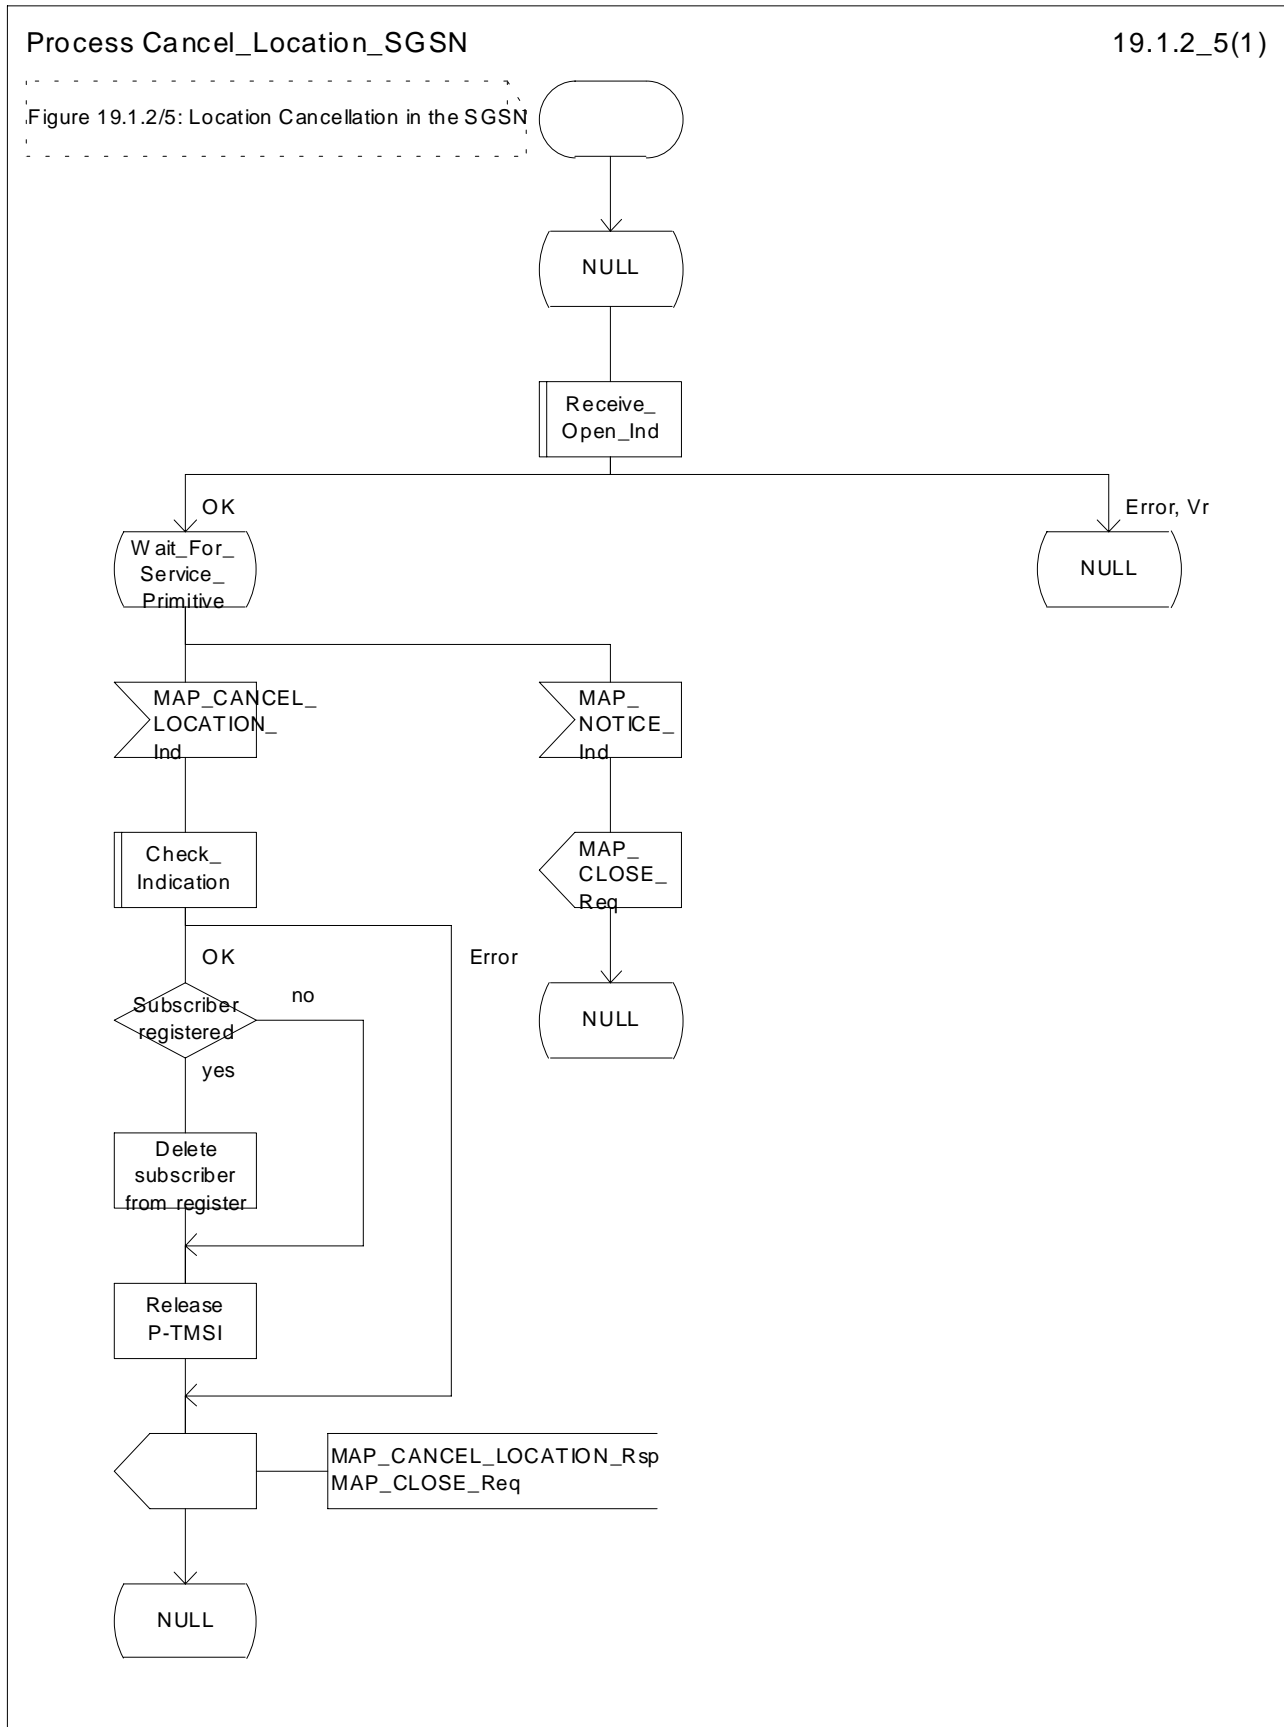 Process Cancel_Location_SGSN
19.1.2_5(1)
Figure 19.1.2/5: Location Cancellation in the SGSN
NULL
Receive_
Open_Ind
OK
Error, Vr
Wait_For_
Service_
Primitive
NULL
MAP_CANCEL_
LOCATION_
Ind
MAP_
NOTICE_
Ind
Check_
Indication
MAP_
CLOSE_
Req
OK
Error
Subscriber
registered
no
NULL
yes
Delete
subscriber
from register
Release
P-TMSI
MAP_CANCEL_LOCATION_Rsp
MAP_CLOSE_Req
NULL